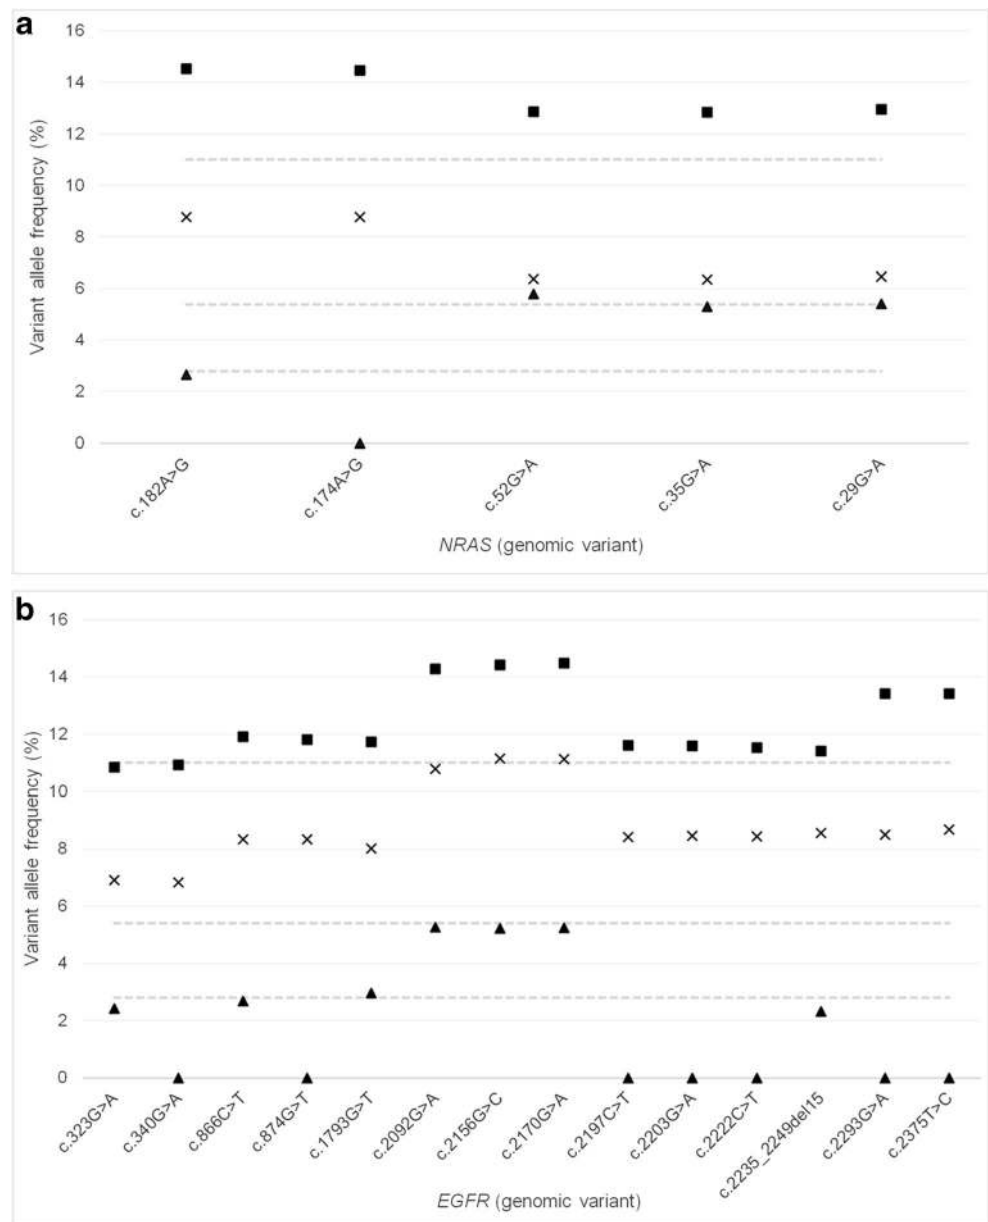 a
16
14
12
10
8
6
4
2
0
Variant allele frequency (%)
c.182A>G
c.174A>G
c.52G>A
c.35G>A
c.29G>A
NRAS (genomic variant)
b
16
14
12
10
8
6
4
2
0
Variant allele frequency (%)
c.323G>A
c.340G>A
c.866C>T
c.874G>T
c.1793G>T
c.2092G>A
c.2156G>C
c.2170G>A
c.2197C>T
c.2203G>A
c.2222C>T
c.2235_2249del15
c.2293G>A
c.2375T>C
EGFR (genomic variant)